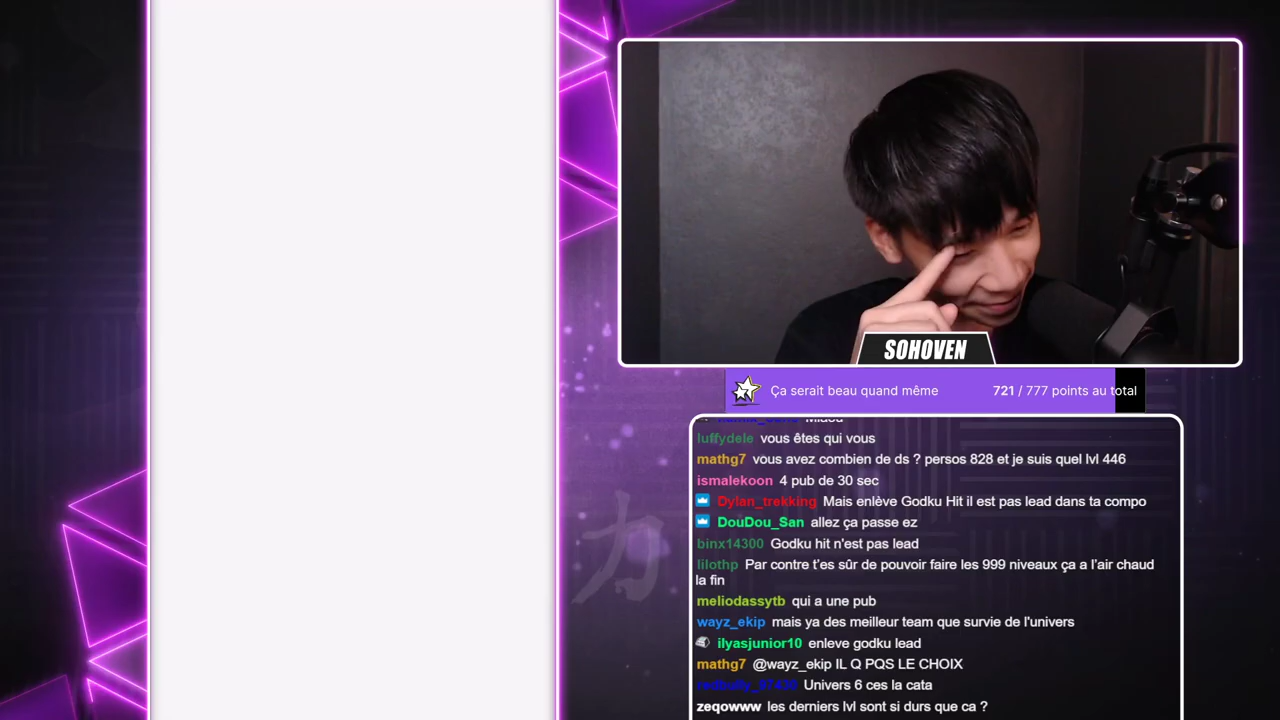 SOHOVEN
Ça serait beau quand même 721 / 777 points au total
luffydele vous êtes qui vous
mathg7 vous avez combien de ds ? persos 828 et je suis quel lvl 446
ismalekoon 4 pub de 30 sec
Dylan_trekking Mais enlève Godku Hit il est pas lead dans ta compo
DouDou_San allez ça passe ez
binx14300 Godku hit n'est pas lead
lilothp Par contre t'es sûr de pouvoir faire les 999 niveaux ça a l'air chaud
la fin
meliodassytb qui a une pub
wayz_ekip mais ya des meilleur team que survie de l'univers
ilyasjunior10 enleve godku lead
mathg7 @wayz_ekip IL Q PQS LE CHOIX
Univers 6 ces la cata
zeqowww les derniers lvl sont si durs que ca ?
力